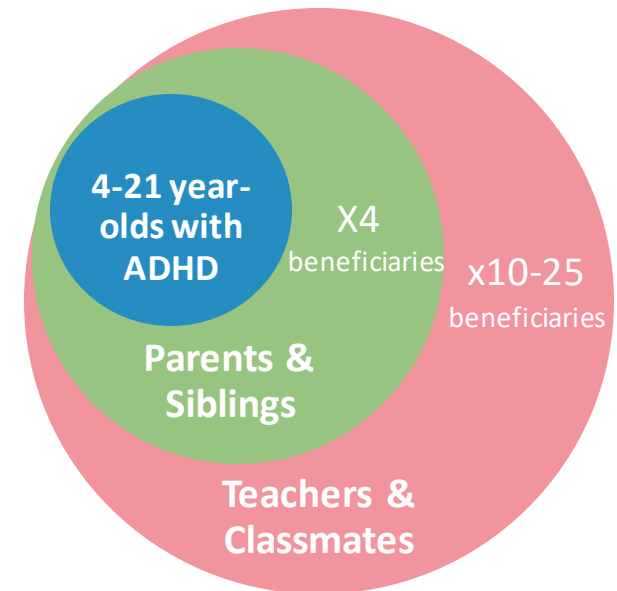 4-21 year-
olds with
ADHD
X4
beneficiaries
x10-25
beneficiaries
Parents &
Siblings
Teachers &
Classmates